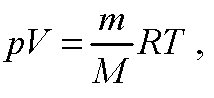 pV = m/M RT ,